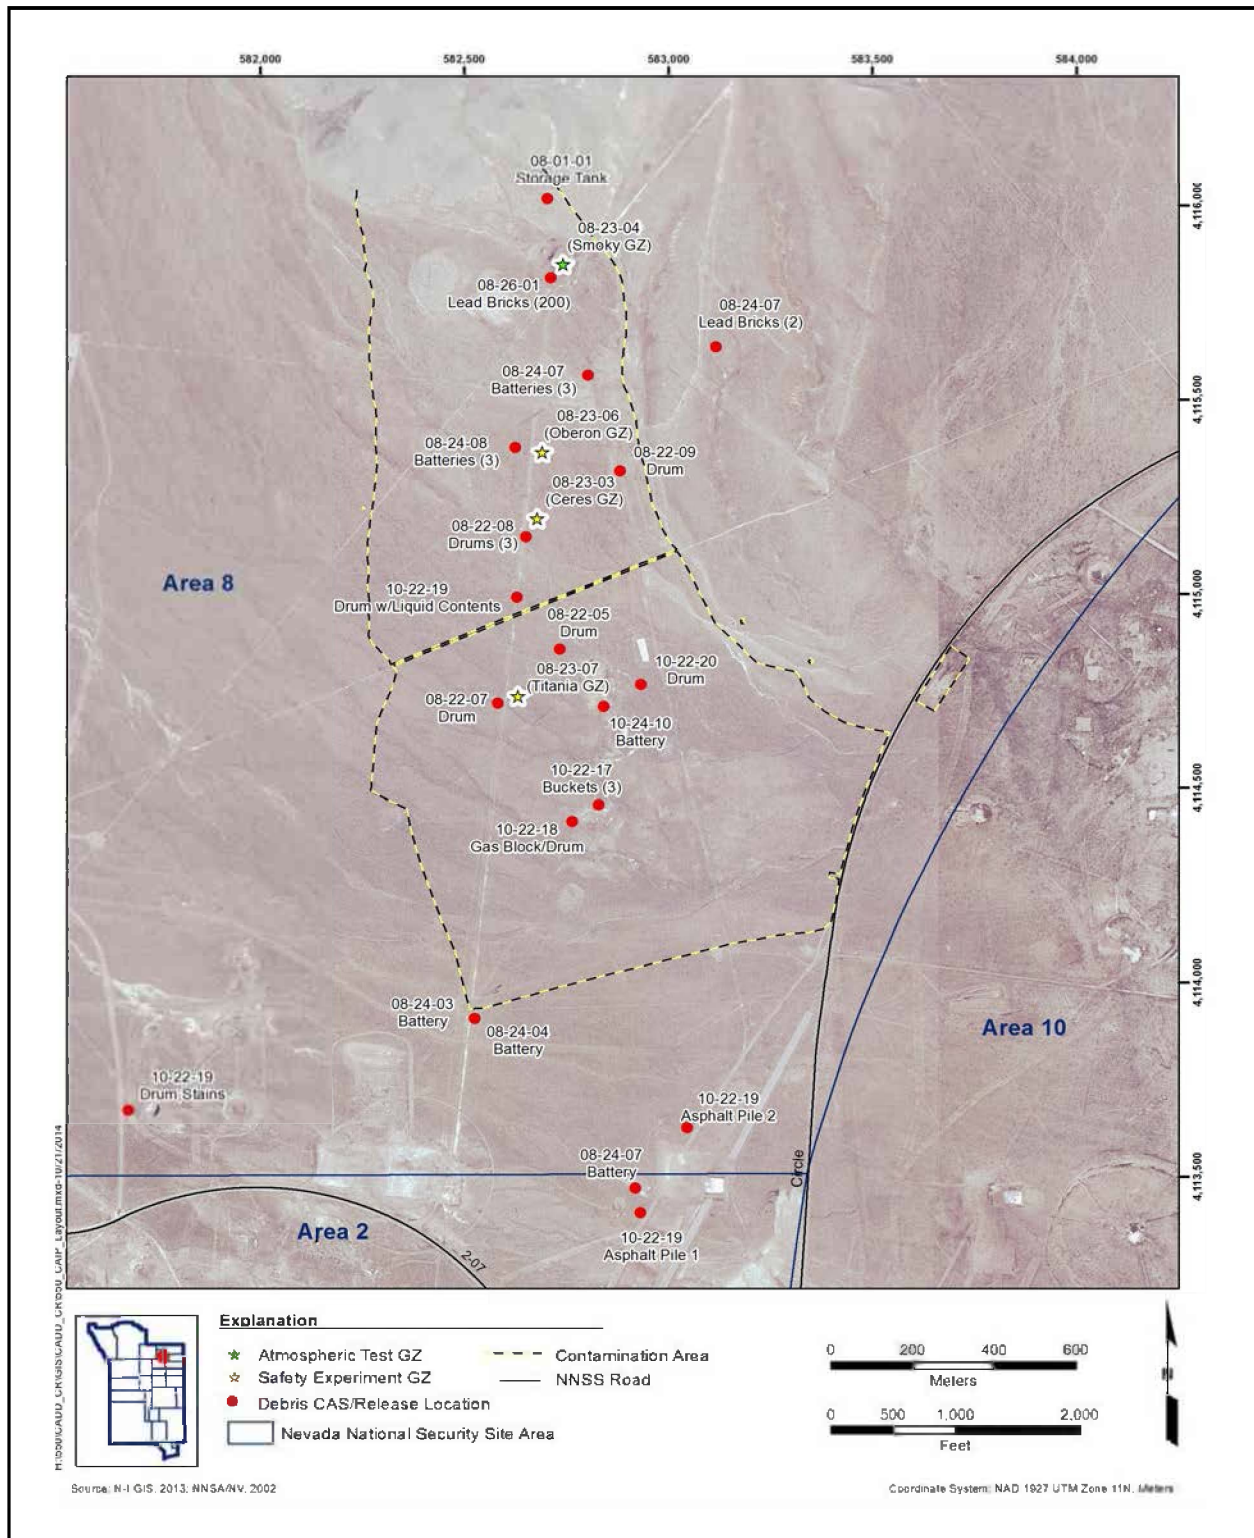 582,000
582,500
583,000
583,500
584,000
08-01-01
Storage Tank
4,116,000
08-23-04
(Smoky GZ)
08-26-01
Lead Bricks (200)
08-24-07
Lead Bricks (2)
08-24-07
Batteries (3)
4,115,500
08-23-06
(Oberon GZ)
08-24-08
Batteries (3)
08-22-09
Drum
08-23-03
(Ceres GZ)
08-22-08
Drums (3)
Area 8
10-22-19
Drum w/Liquid Contents
4,115,000
08-22-05
Drum
08-23-07
(Titania GZ)
10-22-20
Drum
08-22-07
Drum
10-24-10
Battery
10-22-17
Buckets (3)
4,114,500
10-22-18
Gas Block/Drum
08-24-03
Battery
4,114,000
08-24-04
Battery
Area 10
10-22-19
Drum Stains
10-22-19
Asphalt Pile 2
08-24-07
Battery
Circle
4,113,500
Area 2
2-07
10-22-19
Asphalt Pile 1
Explanation
Atmospheric Test GZ
Safety Experiment GZ
Debris CAS/Release Location
Nevada National Security Site Area
Contamination Area
NNSS Road
0 200 400 600
Meters
0 500 1,000 2,000
Feet
Source: N-I GIS, 2013; NNSA/NV, 2002
Coordinate System: NAD 1927 UTM Zone 11N, Meters